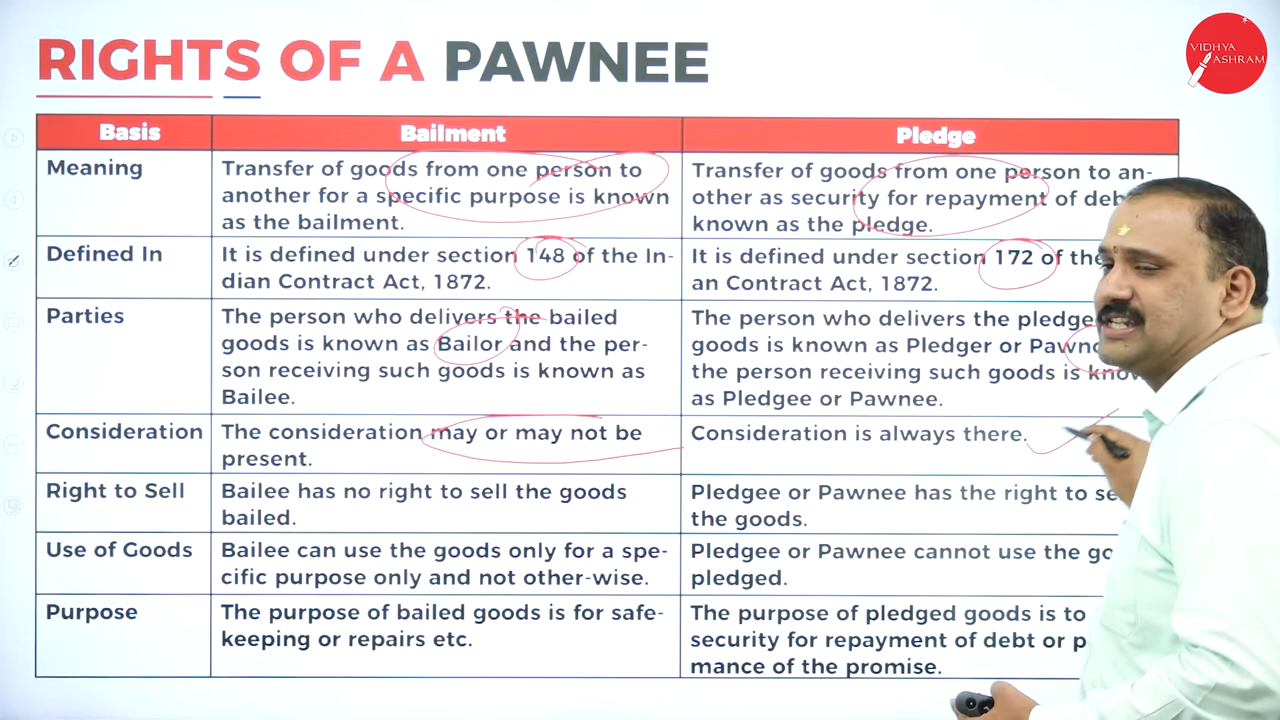 RIGHTS OF A PAWNEE
VIDHYA
ASHRAM
Basis
Bailment
Pledge
Meaning
Transfer of goods from one person to
another for a specific purpose is known
as the bailment.
Transfer of goods from one person to an-
other as security for repayment of
known as the pledge.
Defined In
It is defined under section 148 of the In-
dian Contract Act, 1872.
It is defined under section 172 of the
an Contract Act, 1872.
Parties
The person who delivers the bailed
goods is known as Bailor and the per-
son receiving such goods is known as
Bailee.
The person who delivers the
goods is known as Pledger or
the person receiving such goods is
as Pledgee or Pawnee.
Consideration
The consideration may or may not be
present.
Consideration is always there.
Right to Sell
Bailee has no right to sell the goods
bailed.
Pledgee or Pawnee has the right to
the goods.
Use of Goods
Bailee can use the goods only for a spe-
cific purpose only and not other-wise.
Pledgee or Pawnee cannot use the
pledged.
Purpose
The purpose of bailed goods is for safe-
keeping or repairs etc.
The purpose of pledged goods is to
security for repayment of debt or
mance of the promise.